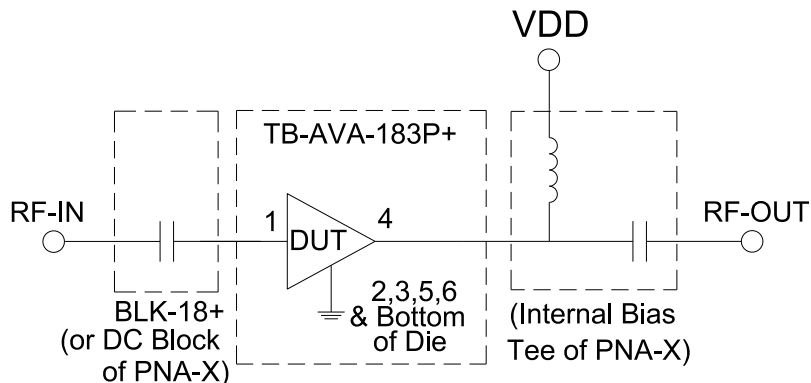 VDD
TB-AVA-183P+
RF-IN
1
DUT
4
RF-OUT
2,3,5,6
& Bottom
of Die
BLK-18+
(or DC Block
of PNA-X)
(Internal Bias
Tee of PNA-X)